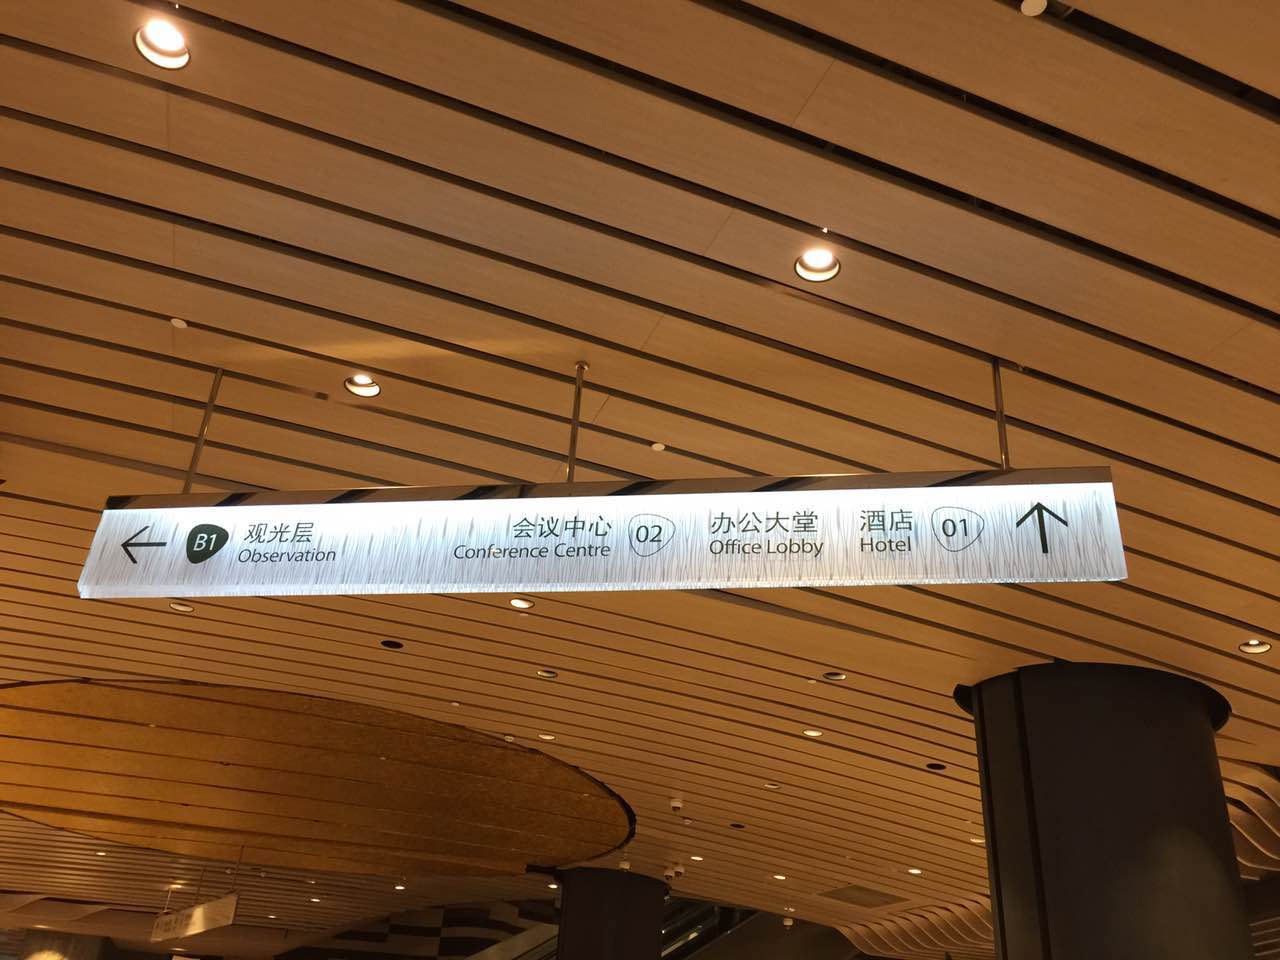 ← B1 观光层
Observation
会议中心 02
Conference Centre
办公大堂
Office Lobby
酒店 01 ↑
Hotel